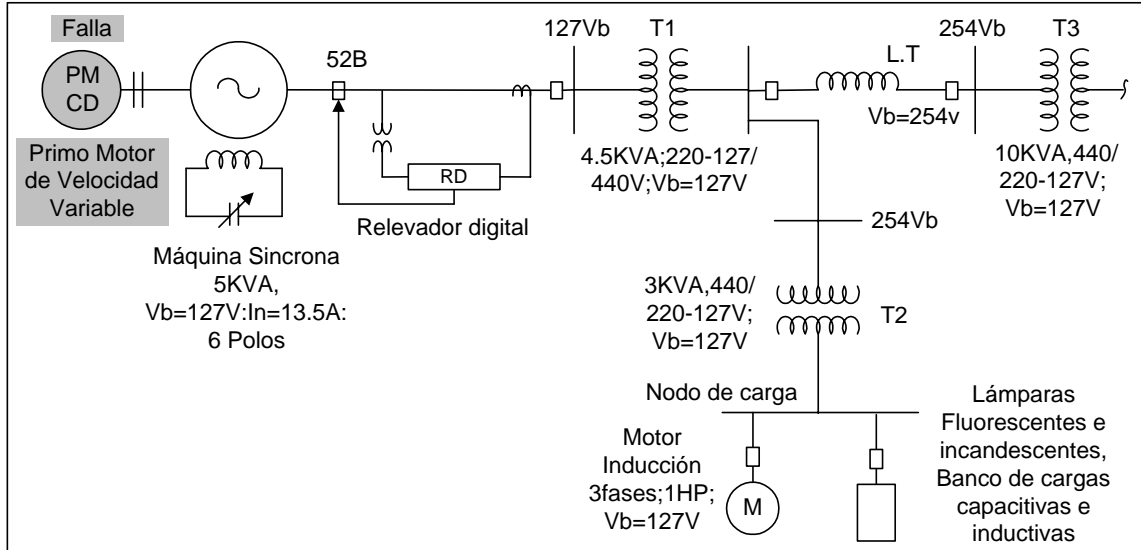 Falla
PM
CD
Primo Motor
de Velocidad
Variable
52B
RD
Relevador digital
Máquina Sincrona
5KVA,
Vb=127V:In=13.5A:
6 Polos
127Vb
T1
4.5KVA;220-127/
440V;Vb=127V
L.T
Vb=254v
254Vb
T3
10KVA,440/
220-127V;
Vb=127V
254Vb
3KVA,440/
220-127V;
Vb=127V
T2
Nodo de carga
Motor
Inducción
3fases;1HP;
Vb=127V
M
Lámparas
Fluorescentes e
incandescentes,
Banco de cargas
capacitivas e
inductivas